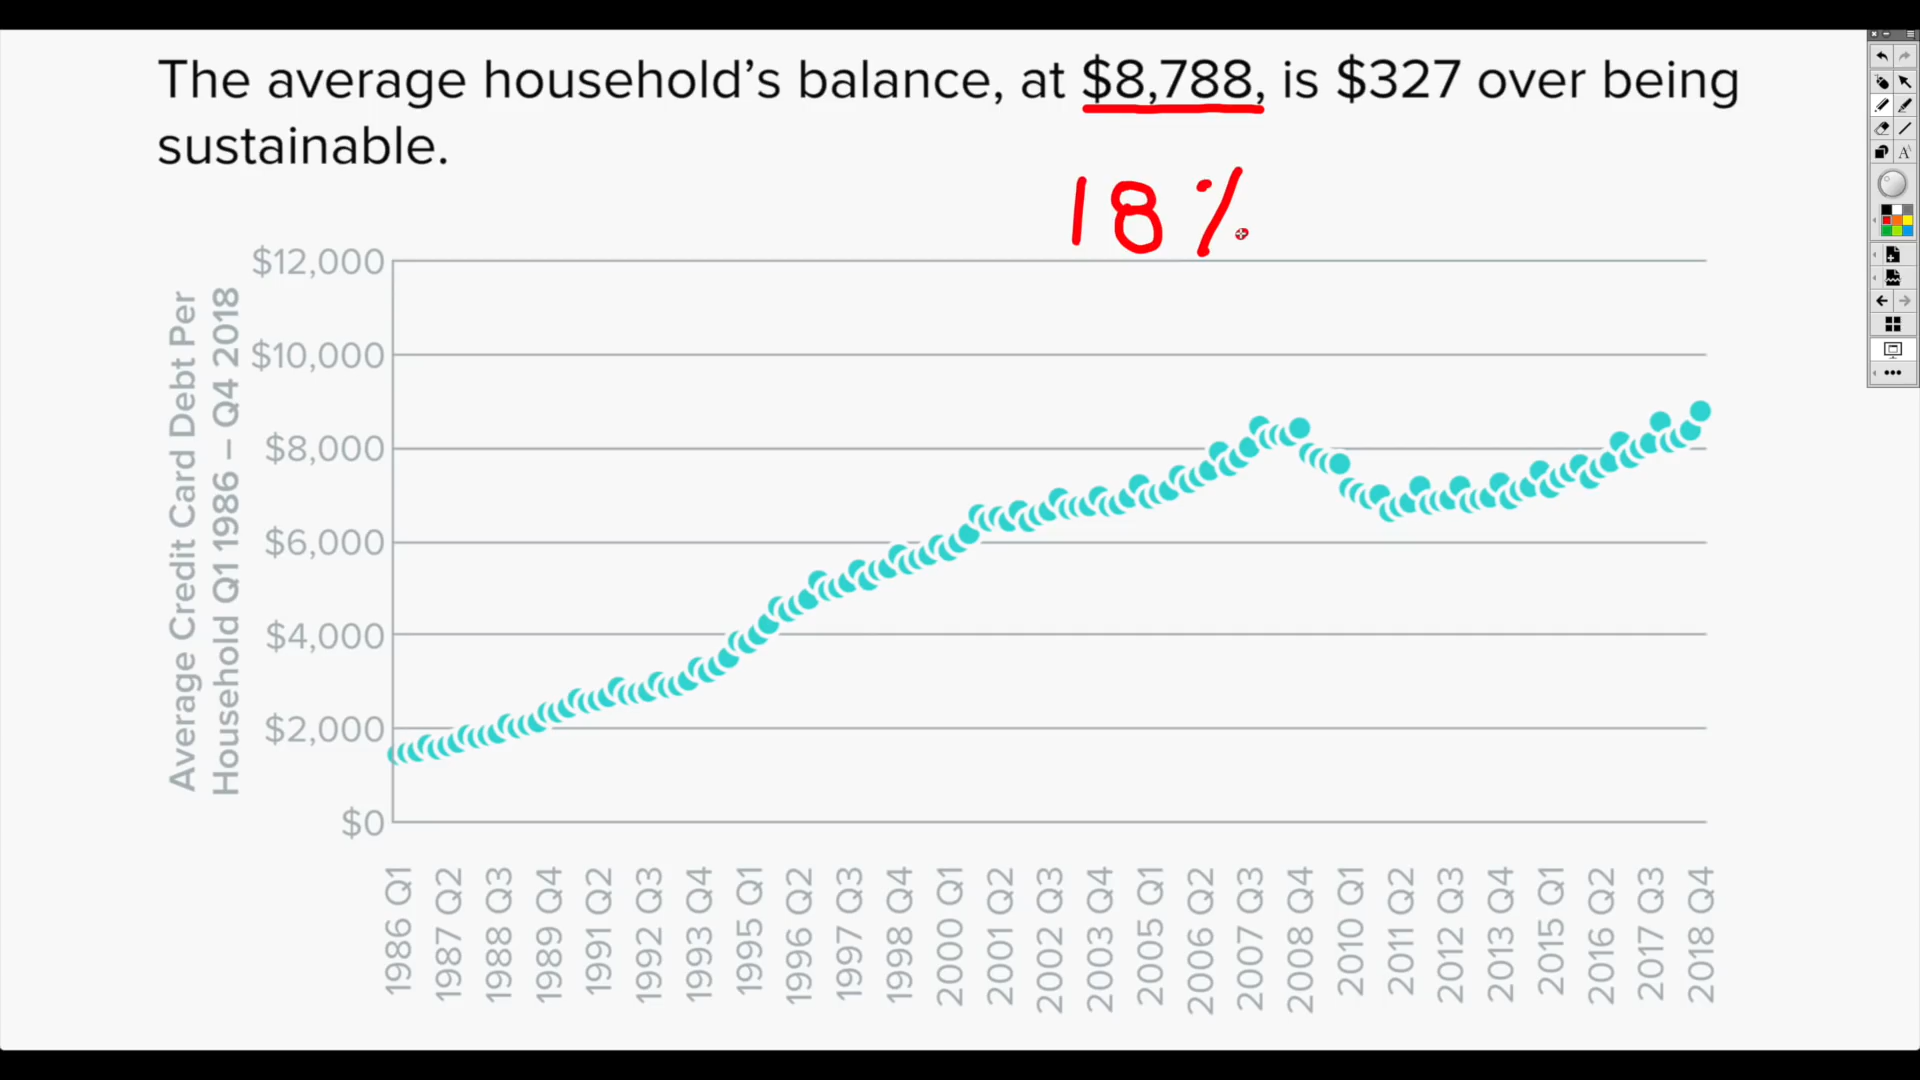 The average household’s balance, at $8,788, is $327 over being
sustainable.
18%
Average Credit Card Debt Per
Household Q1 1986 – Q4 2018
$12,000
$10,000
$8,000
$6,000
$4,000
$2,000
$0
1986 Q1
1987 Q2
1988 Q3
1989 Q4
1991 Q2
1992 Q3
1993 Q4
1995 Q1
1996 Q2
1997 Q3
1998 Q4
2000 Q1
2001 Q2
2002 Q3
2003 Q4
2005 Q1
2006 Q2
2007 Q3
2008 Q4
2010 Q1
2011 Q2
2012 Q3
2013 Q4
2015 Q1
2016 Q2
2017 Q3
2018 Q4